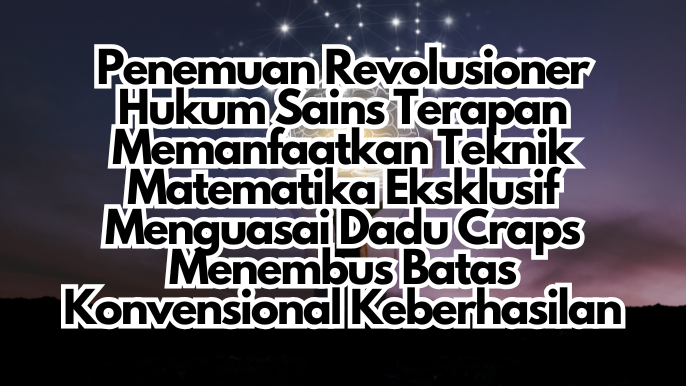 Penemuan Revolusioner
Hukum Sains Terapan
Memanfaatkan Teknik
Matematika Eksklusif
Menguasai Dadu Craps
Menembus Batas
Konvensional Keberhasilan